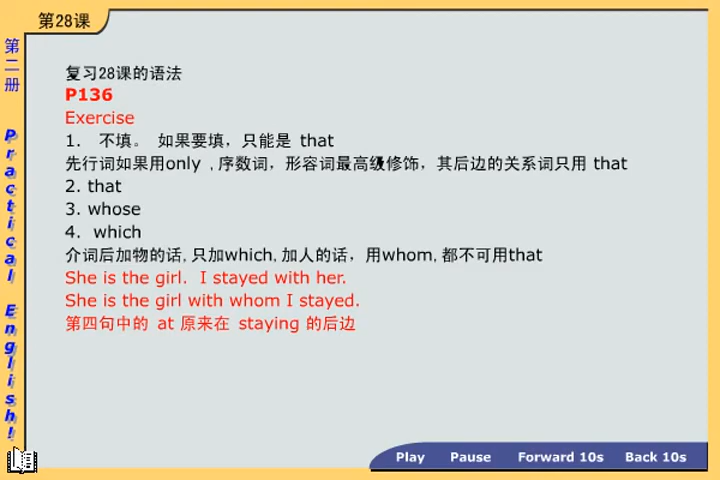 第28课
第二册 Practical English!
复习28课的语法
P136
Exercise
1. 不填。 如果要填，只能是 that
先行词如果用only ,序数词，形容词最高级修饰，其后边的关系词只用 that
2. that
3. whose
4. which
介词后加物的话,只加which,加人的话，用whom,都不可用that
She is the girl. I stayed with her.
She is the girl with whom I stayed.
第四句中的 at 原来在 staying 的后边
Play Pause Forward 10s Back 10s